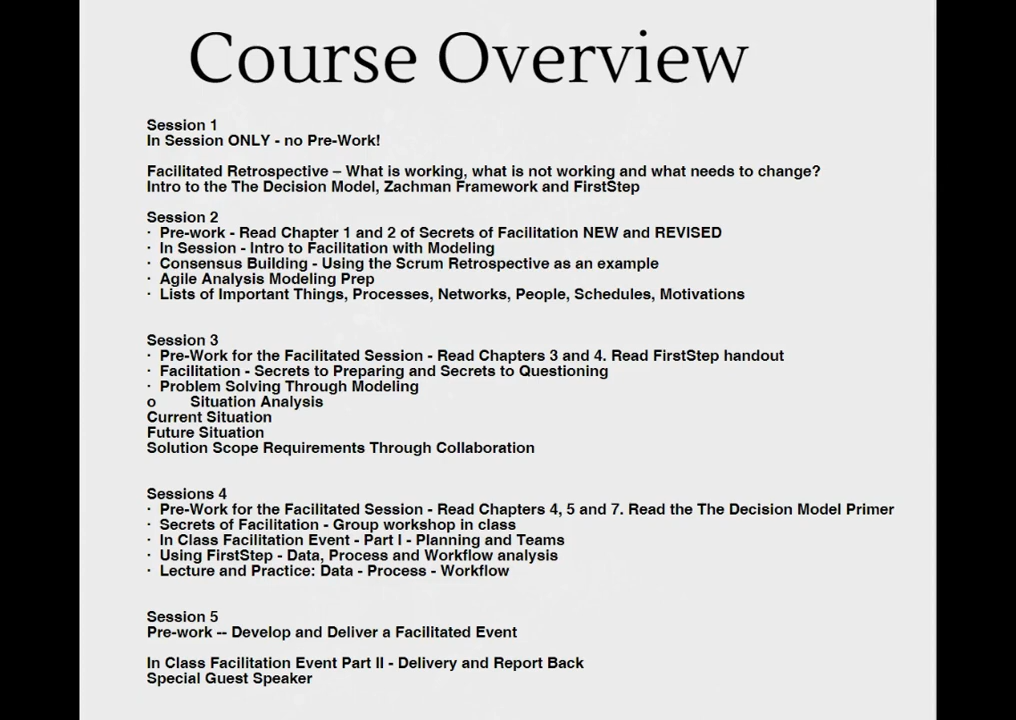 Course Overview
Session 1
In Session ONLY - no Pre-Work!
Facilitated Retrospective – What is working, what is not working and what needs to change?
Intro to the The Decision Model, Zachman Framework and FirstStep
Session 2
· Pre-work - Read Chapter 1 and 2 of Secrets of Facilitation NEW and REVISED
· In Session - Intro to Facilitation with Modeling
· Consensus Building - Using the Scrum Retrospective as an example
· Agile Analysis Modeling Prep
· Lists of Important Things, Processes, Networks, People, Schedules, Motivations
Session 3
· Pre-Work for the Facilitated Session - Read Chapters 3 and 4. Read FirstStep handout
· Facilitation - Secrets to Preparing and Secrets to Questioning
· Problem Solving Through Modeling
o Situation Analysis
Current Situation
Future Situation
Solution Scope Requirements Through Collaboration
Sessions 4
· Pre-Work for the Facilitated Session - Read Chapters 4, 5 and 7. Read the The Decision Model Primer
· Secrets of Facilitation - Group workshop in class
· In Class Facilitation Event - Part I - Planning and Teams
· Using FirstStep - Data, Process and Workflow analysis
· Lecture and Practice: Data - Process - Workflow
Session 5
Pre-work -- Develop and Deliver a Facilitated Event
In Class Facilitation Event Part II - Delivery and Report Back
Special Guest Speaker